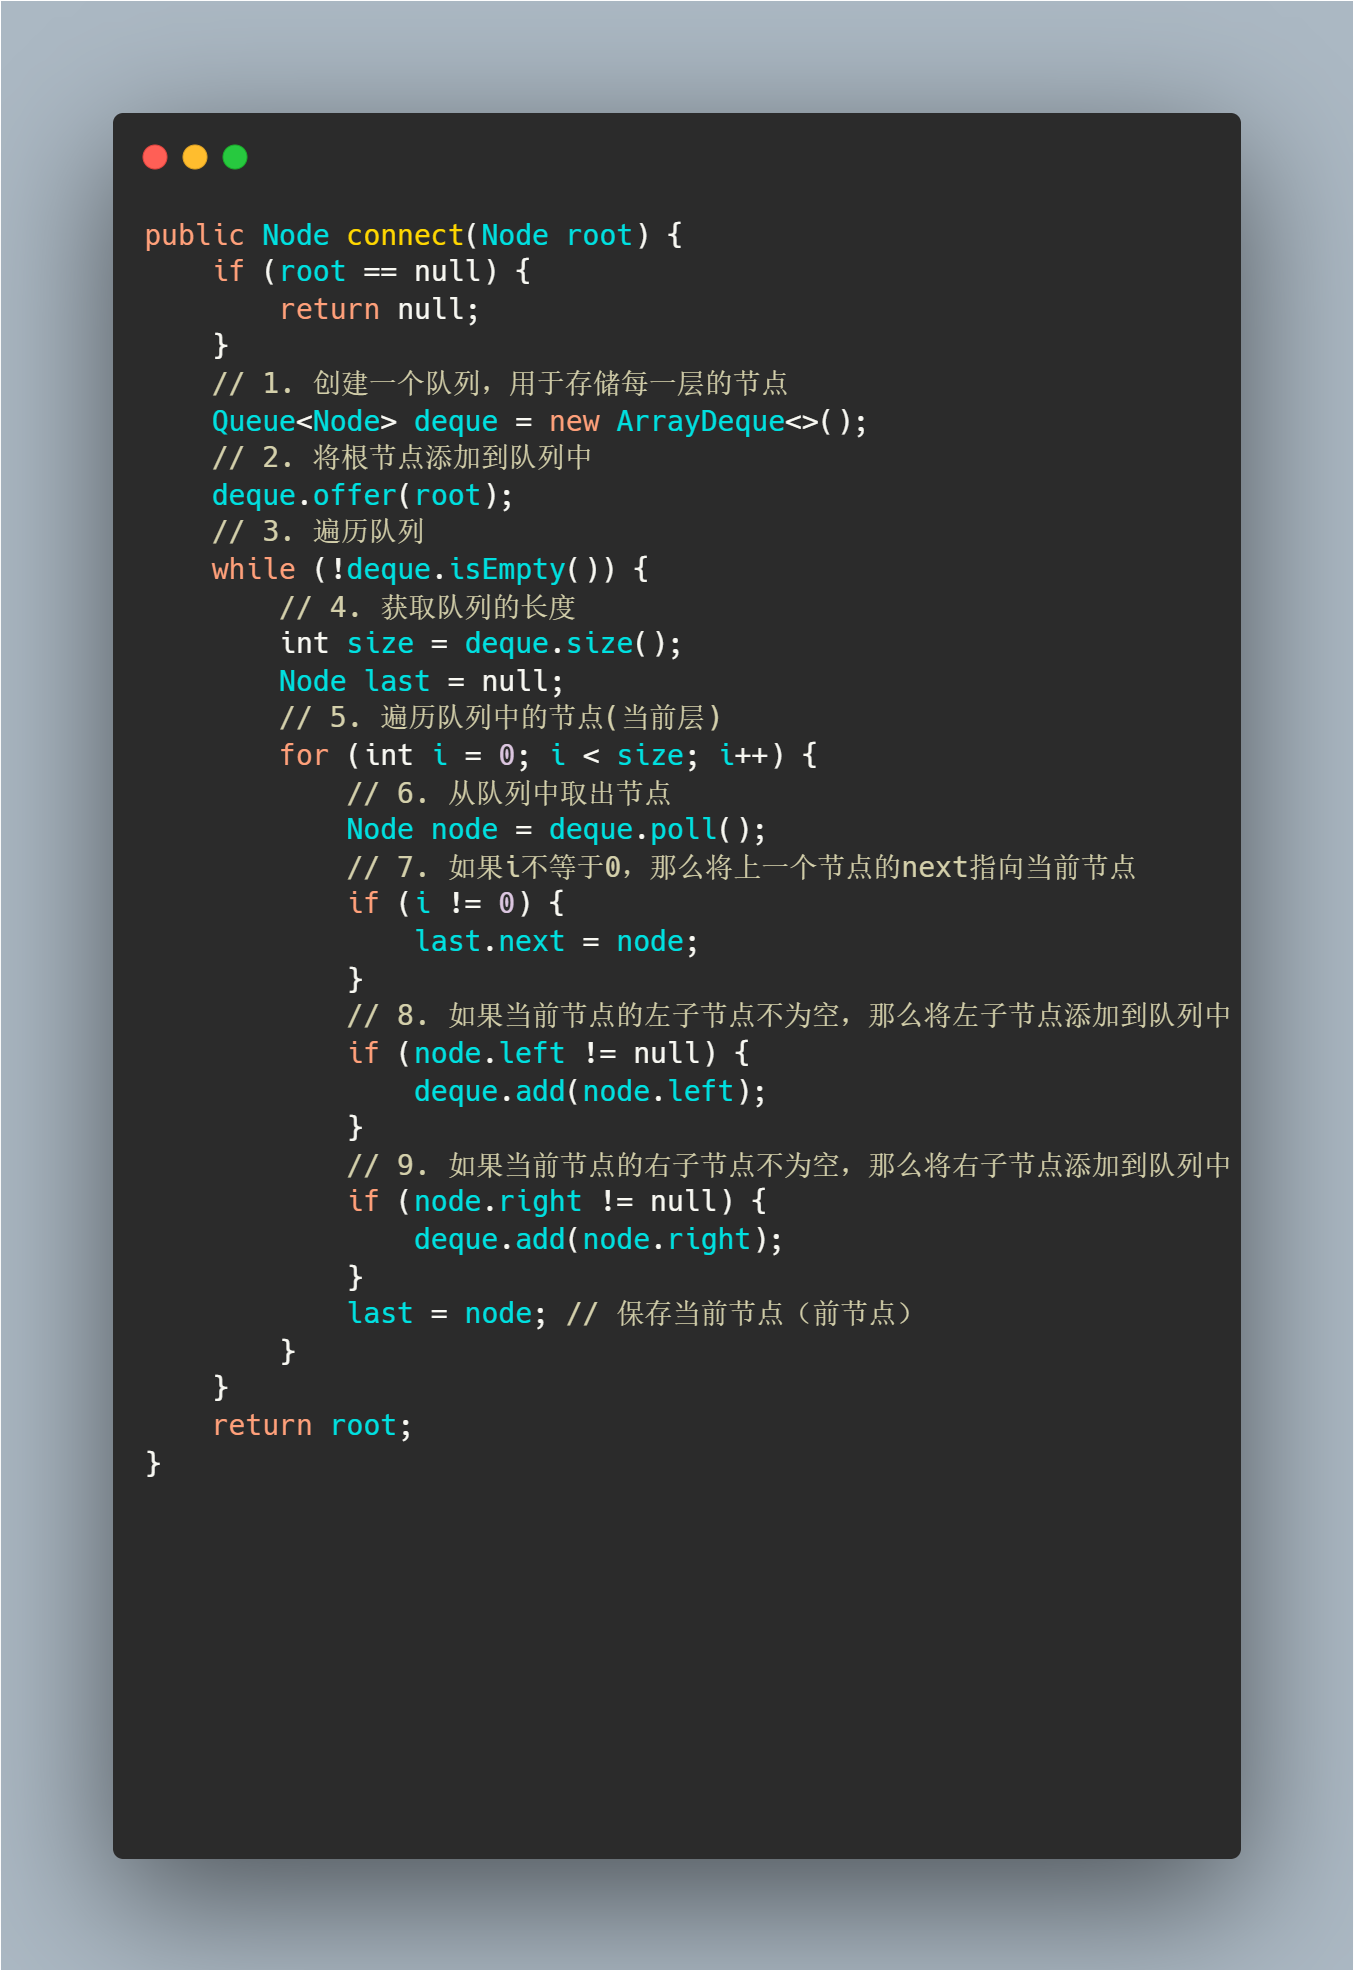 public Node connect(Node root) {
    if (root == null) {
        return null;
    }
    // 1. 创建一个队列，用于存储每一层的节点
    Queue<Node> deque = new ArrayDeque<>();
    // 2. 将根节点添加到队列中
    deque.offer(root);
    // 3. 遍历队列
    while (!deque.isEmpty()) {
        // 4. 获取队列的长度
        int size = deque.size();
        Node last = null;
        // 5. 遍历队列中的节点(当前层)
        for (int i = 0; i < size; i++) {
            // 6. 从队列中取出节点
            Node node = deque.poll();
            // 7. 如果i不等于0，那么将上一个节点的next指向当前节点
            if (i != 0) {
                last.next = node;
            }
            // 8. 如果当前节点的左子节点不为空，那么将左子节点添加到队列中
            if (node.left != null) {
                deque.add(node.left);
            }
            // 9. 如果当前节点的右子节点不为空，那么将右子节点添加到队列中
            if (node.right != null) {
                deque.add(node.right);
            }
            last = node; // 保存当前节点（前节点）
        }
    }
    return root;
}